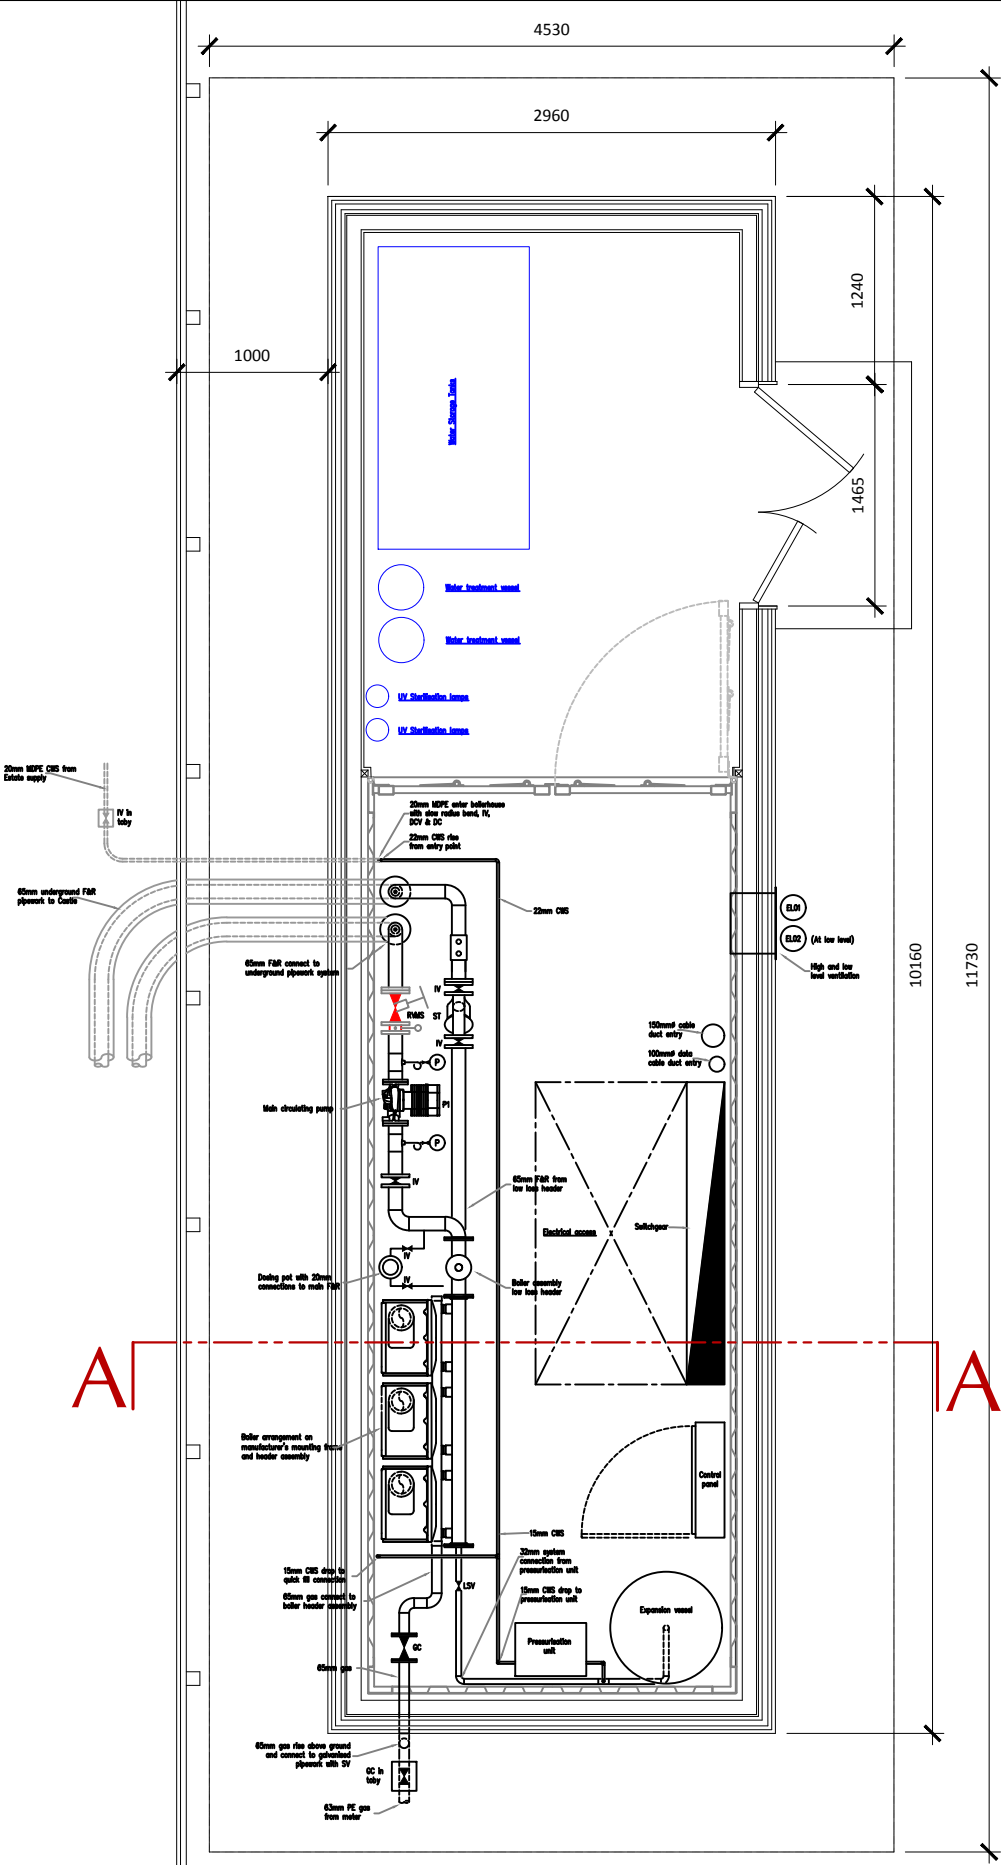 4530
2960
1240
1000
1465
Water Storage Tanks
Water treatment vessel
Water treatment vessel
UV Sterilisation lamps
UV Sterilisation lamps
20mm MDPE CWS from
Estate supply
IV in
toby
20mm MDPE enter boilerhouse
with slow radius bend, IV,
DCV & DC
22mm CWS rise
from entry point
65mm underground F&R
pipework to Castle
22mm CWS
EL01
EL02
(At low level)
High and low
level ventilation
10160
11730
65mm F&R connect to
underground pipework system
IV
RVMS
ST
IV
150mmø cable
duct entry
100mmø data
cable duct entry
P
Main circulating pump
P1
P
IV
65mm F&R from
low loss header
Electrical access
Switchgear
IV
Dosing pot with 20mm
connections to main F&R
IV
Boiler assembly
low loss header
A
A
Boiler arrangement on
manufacturer's mounting frame
and header assembly
Control
panel
15mm CWS
32mm system
connection from
pressurisation unit
15mm CWS drop to
quick fill connection
LSV
15mm CWS drop to
pressurisation unit
65mm gas connect to
boiler header assembly
Expansion vessel
GC
Pressurisation
unit
65mm gas
65mm gas rise above ground
and connect to galvanised
pipework with SV
GC in
toby
63mm PE gas
from meter